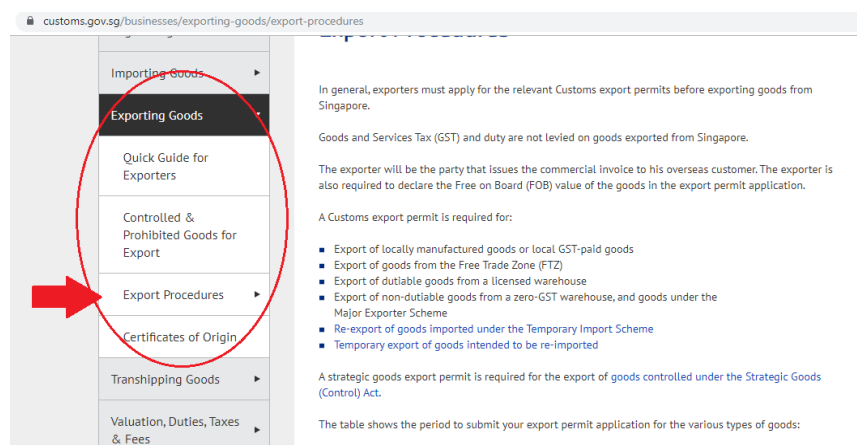 customs.gov.sg/businesses/exporting-goods/export-procedures
Importing Goods
Exporting Goods
Quick Guide for
Exporters
Controlled &
Prohibited Goods for
Export
Export Procedures
Certificates of Origin
Transhipping Goods
Valuation, Duties, Taxes
& Fees
Export Procedures
In general, exporters must apply for the relevant Customs export permits before exporting goods from
Singapore.
Goods and Services Tax (GST) and duty are not levied on goods exported from Singapore.
The exporter will be the party that issues the commercial invoice to his overseas customer. The exporter is
also required to declare the Free on Board (FOB) value of the goods in the export permit application.
A Customs export permit is required for:
Export of locally manufactured goods or local GST-paid goods
Export of goods from the Free Trade Zone (FTZ)
Export of dutiable goods from a licensed warehouse
Export of non-dutiable goods from a zero-GST warehouse, and goods under the
Major Exporter Scheme
Re-export of goods imported under the Temporary Import Scheme
Temporary export of goods intended to be re-imported
A strategic goods export permit is required for the export of goods controlled under the Strategic Goods
(Control) Act.
The table shows the period to submit your export permit application for the various types of goods: